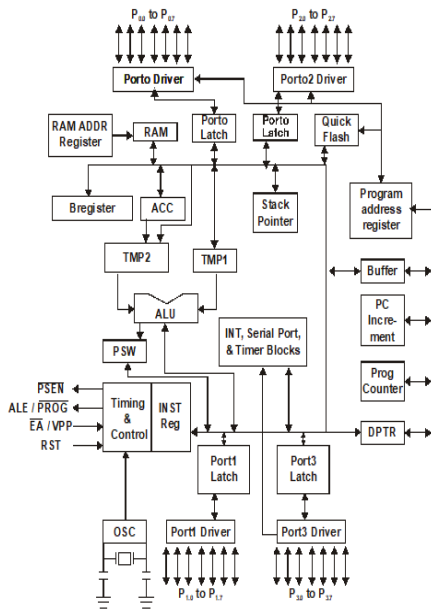 P0.0 to P0.7
P2.0 to P2.7
Porto Driver
Porto2 Driver
RAM ADDR
Register
RAM
Porto
Latch
Porto
Latch
Quick
Flash
Bregister
ACC
Stack
Pointer
Program
address
register
TMP2
TMP1
Buffer
ALU
PC
Incre-
ment
PSW
INT, Serial Port,
& Timer Blocks
Prog
Counter
PSEN
ALE / PROG
EA / VPP
RST
Timing
&
Control
INST
Reg
DPTR
Port1
Latch
Port3
Latch
OSC
Port1 Driver
Port3 Driver
P1.0 to P1.7
P3.0 to P3.7